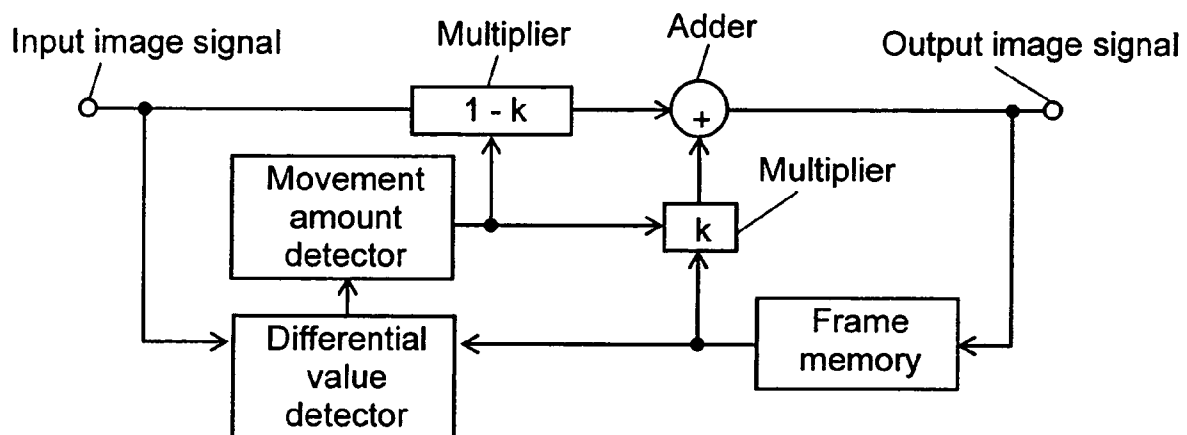 Input image signal
Multiplier
Adder
Output image signal
1 - k
+
Movement
amount
detector
Multiplier
k
Differential
value
detector
Frame
memory